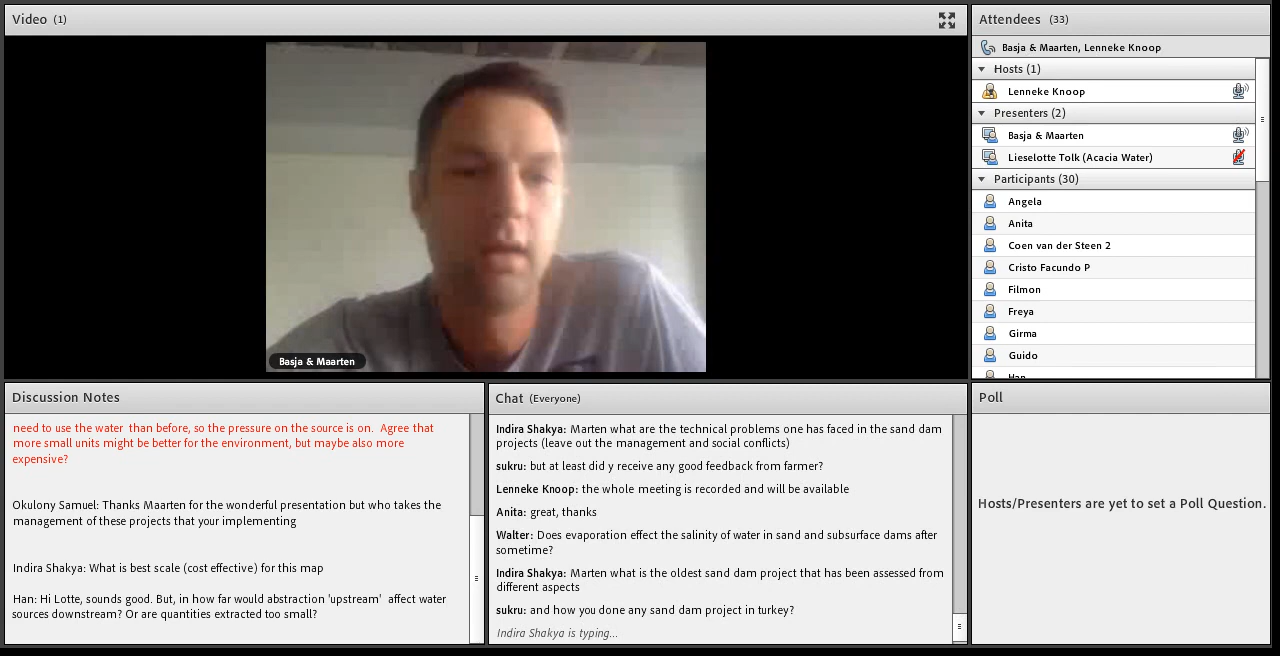 Video (1)
Basja & Maarten
Attendees (33)
Basja & Maarten, Lenneke Knoop
Hosts (1)
Lenneke Knoop
Presenters (2)
Basja & Maarten
Lieselotte Tolk (Acacia Water)
Participants (30)
Angela
Anita
Coen van der Steen 2
Cristo Facundo P
Filmon
Freya
Girma
Guido
Han
Discussion Notes
need to use the water than before, so the pressure on the source is on. Agree that
more small units might be better for the environment, but maybe also more
expensive?
Okulony Samuel: Thanks Maarten for the wonderful presentation but who takes the
management of these projects that your implementing
Indira Shakya: What is best scale (cost effective) for this map
Han: Hi Lotte, sounds good. But, in how far would abstraction 'upstream' affect water
sources downstream? Or are quantities extracted too small?
Chat (Everyone)
Indira Shakya: Marten what are the technical problems one has faced in the sand dam
projects (leave out the management and social conflicts)
sukru: but at least did y receive any good feedback from farmer?
Lenneke Knoop: the whole meeting is recorded and will be available
Anita: great, thanks
Walter: Does evaporation effect the salinity of water in sand and subsurface dams after
sometime?
Indira Shakya: Marten what is the oldest sand dam project that has been assessed from
different aspects
sukru: and how you done any sand dam project in turkey?
Indira Shakya is typing...
Poll
Hosts/Presenters are yet to set a Poll Question.